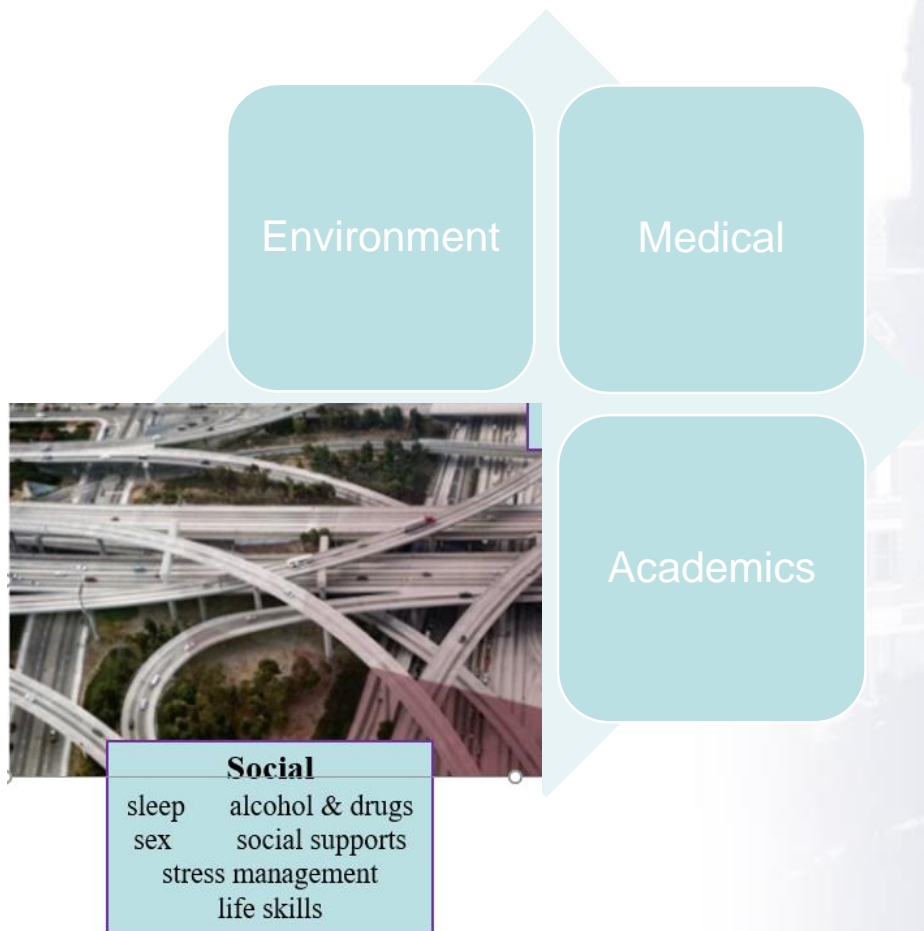 Environment
Medical
Academics
Social
sleep alcohol & drugs
sex social supports
stress management
life skills